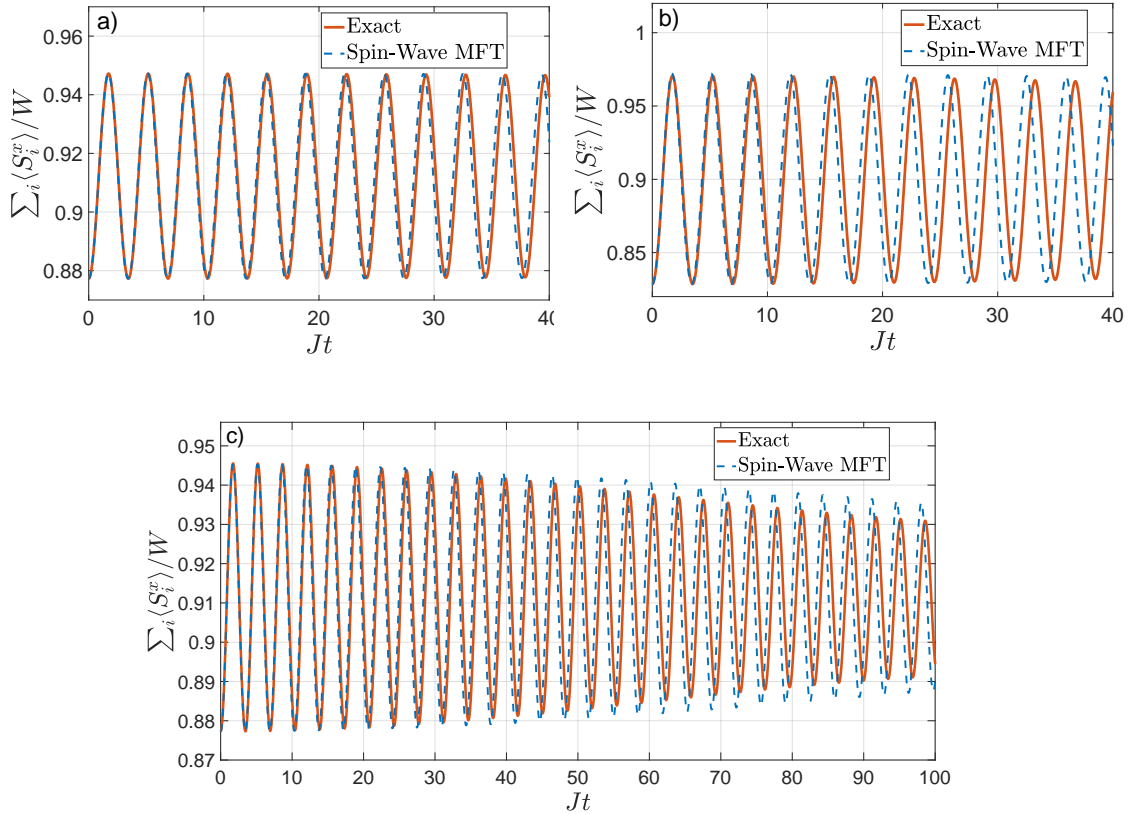 a)
Exact
Spin-Wave MFT
0.96
0.94
0.92
0.9
0.88
∑ᵢ⟨Sᵢˣ⟩/W
0 10 20 30 40
Jt
b)
Exact
Spin-Wave MFT
1
0.95
0.9
0.85
∑ᵢ⟨Sᵢˣ⟩/W
0 10 20 30 40
Jt
c)
Exact
Spin-Wave MFT
0.95
0.94
0.93
0.92
0.91
0.9
0.89
0.88
0.87
∑ᵢ⟨Sᵢˣ⟩/W
0 10 20 30 40 50 60 70 80 90 100
Jt